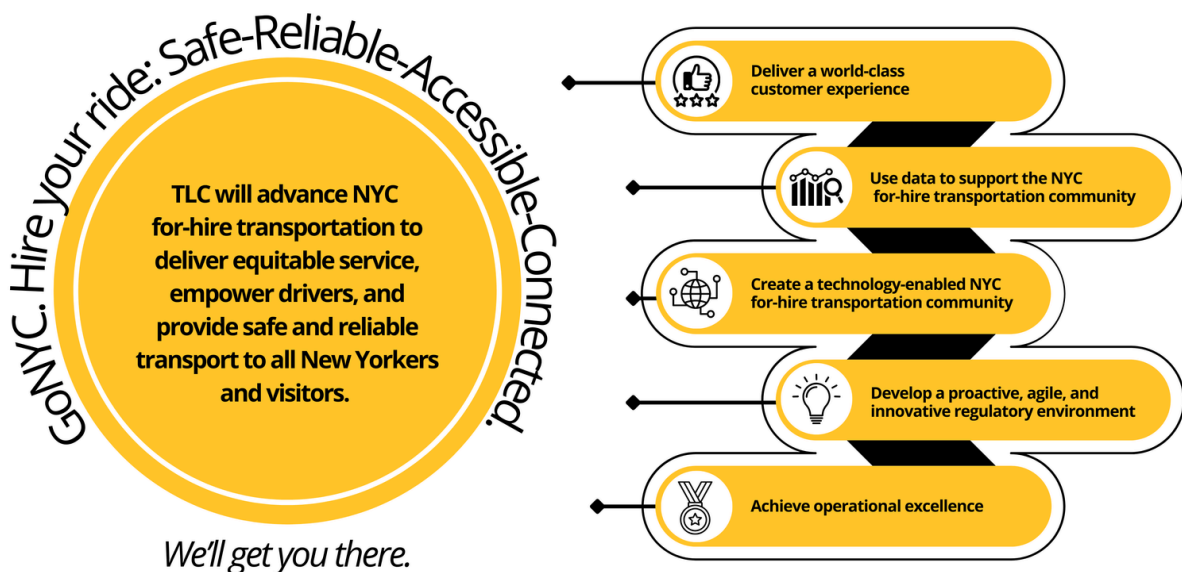 GoNYC. Hire your ride: Safe-Reliable-Accessible-Connected.
TLC will advance NYC
for-hire transportation to
deliver equitable service,
empower drivers, and
provide safe and reliable
transport to all New Yorkers
and visitors.
We'll get you there.
Deliver a world-class
customer experience
Use data to support the NYC
for-hire transportation community
Create a technology-enabled NYC
for-hire transportation community
Develop a proactive, agile, and
innovative regulatory environment
Achieve operational excellence